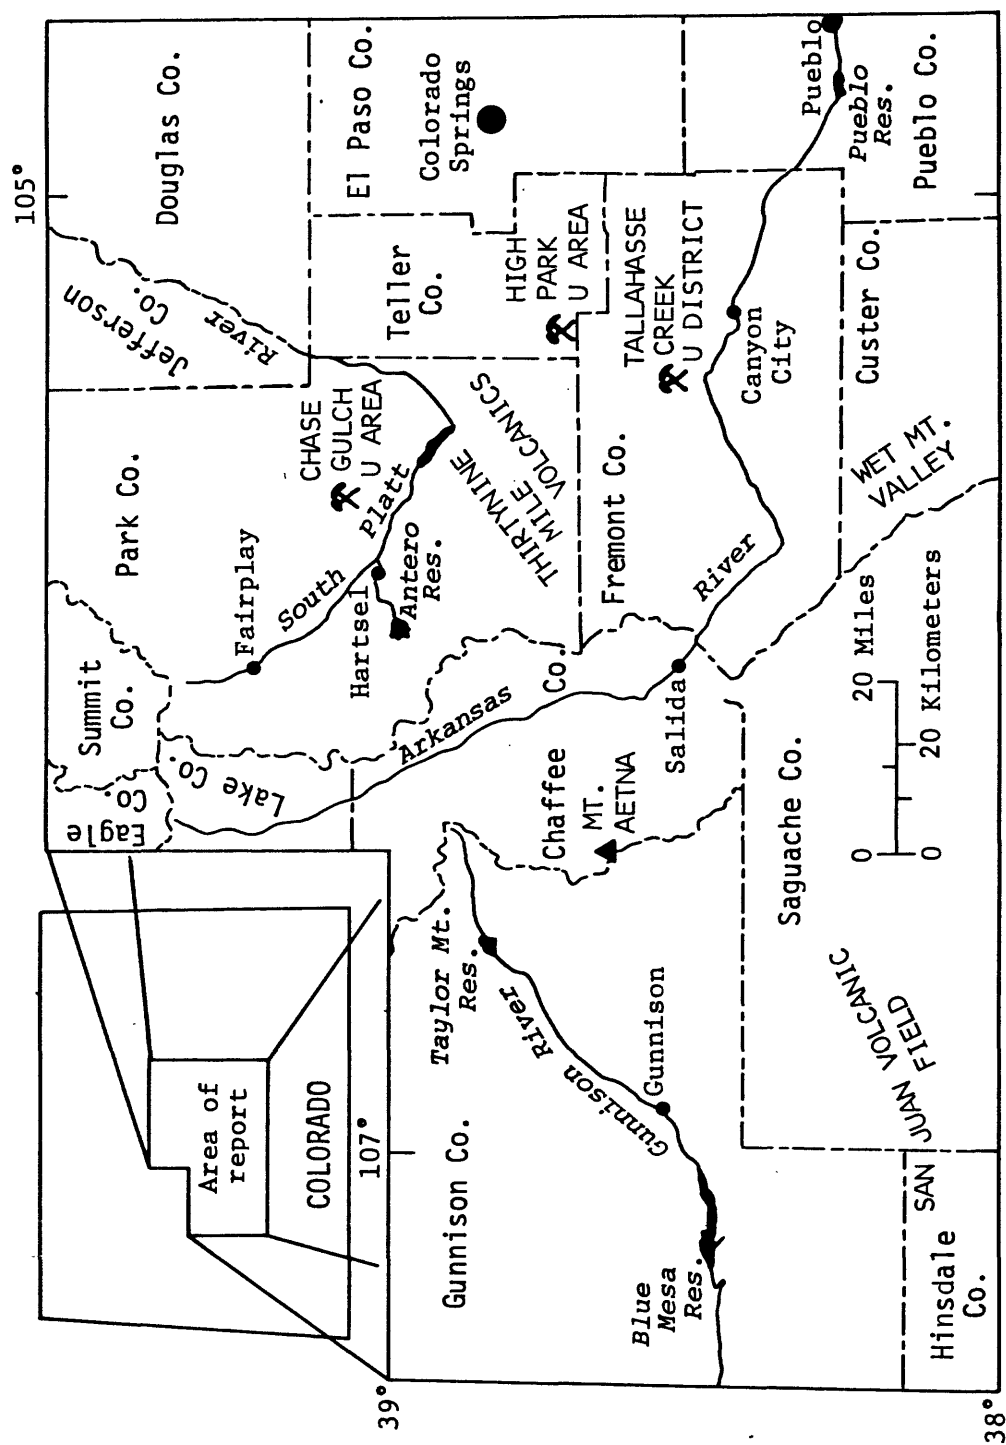 105°
Douglas Co.
El Paso Co.
Colorado
Springs
Pueblo
Pueblo
Res.
Pueblo Co.
Jefferson
Co.
River
Teller
Co.
HIGH
PARK
U AREA
TALLAHASSE
CREEK
U DISTRICT
Canyon
City
Custer Co.
Park Co.
CHASE
GULCH
U AREA
Platt
South
Fairplay
Hartsel
Antero
Res.
THIRTYNINE
MILE
VOLCANICS
Fremont Co.
River
WET MT.
VALLEY
Summit
Co.
Eagle
Co.
Lake Co.
Arkansas
Co.
Chaffee
MT.
AETNA
Salida
Saguache Co.
0 20 Miles
0 20 Kilometers
Area of
report
COLORADO
107°
39°
Gunnison Co.
Taylor Mt.
Res.
Gunnison River
Gunnison
Blue
Mesa
Res.
SAN JUAN VOLCANIC
FIELD
Hinsdale
Co.
38°